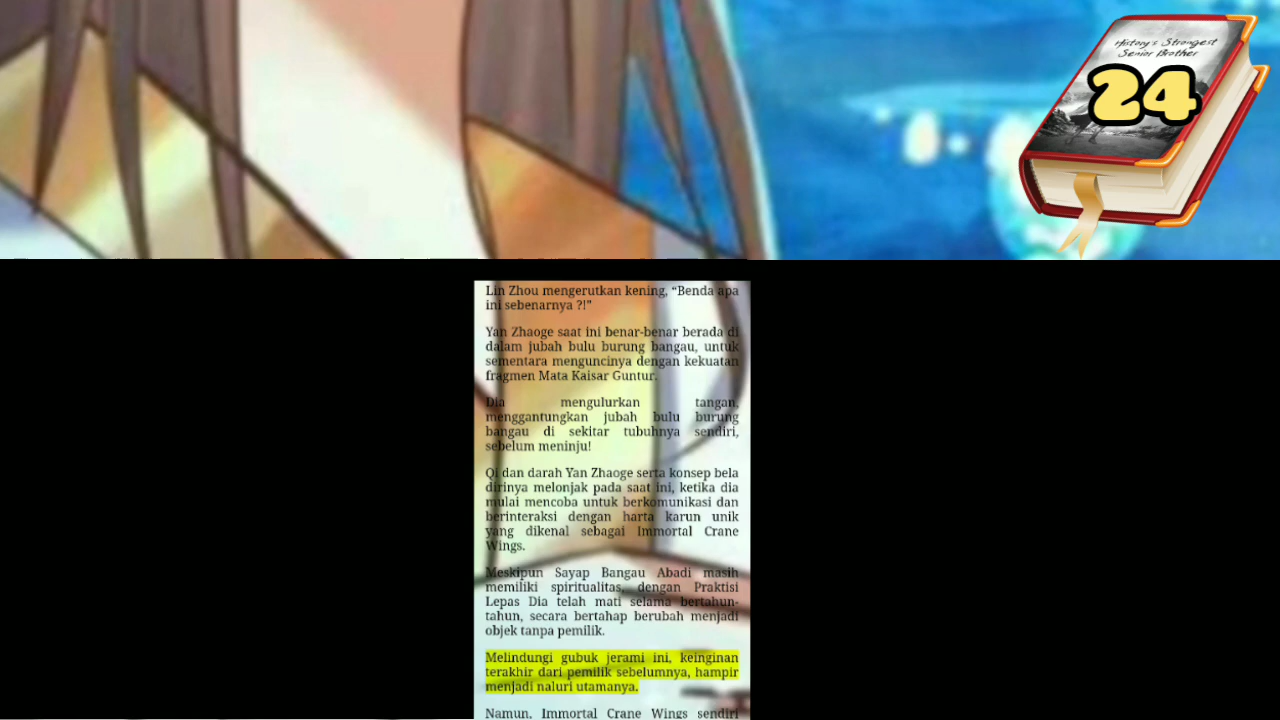 History's Strongest
Senior Brother
24
Lin Zhou mengerutkan kening, “Benda apa
ini sebenarnya ?!”
Yan Zhaoge saat ini benar-benar berada di
dalam jubah bulu burung bangau, untuk
sementara menguncinya dengan kekuatan
fragmen Mata Kaisar Guntur.
Dia mengulurkan tangan,
menggantungkan jubah bulu burung
bangau di sekitar tubuhnya sendiri,
sebelum meninju!
Qi dan darah Yan Zhaoge serta konsep bela
dirinya melonjak pada saat ini, ketika dia
mulai mencoba untuk berkomunikasi dan
berinteraksi dengan harta karun unik
yang dikenal sebagai Immortal Crane
Wings.
Meskipun Sayap Bangau Abadi masih
memiliki spiritualitas, dengan Praktisi
Lepas Dia telah mati selama bertahun-
tahun, secara bertahap berubah menjadi
objek tanpa pemilik.
Melindungi gubuk jerami ini, keinginan
terakhir dari pemilik sebelumnya, hampir
menjadi naluri utamanya.
Namun, Immortal Crane Wings sendiri